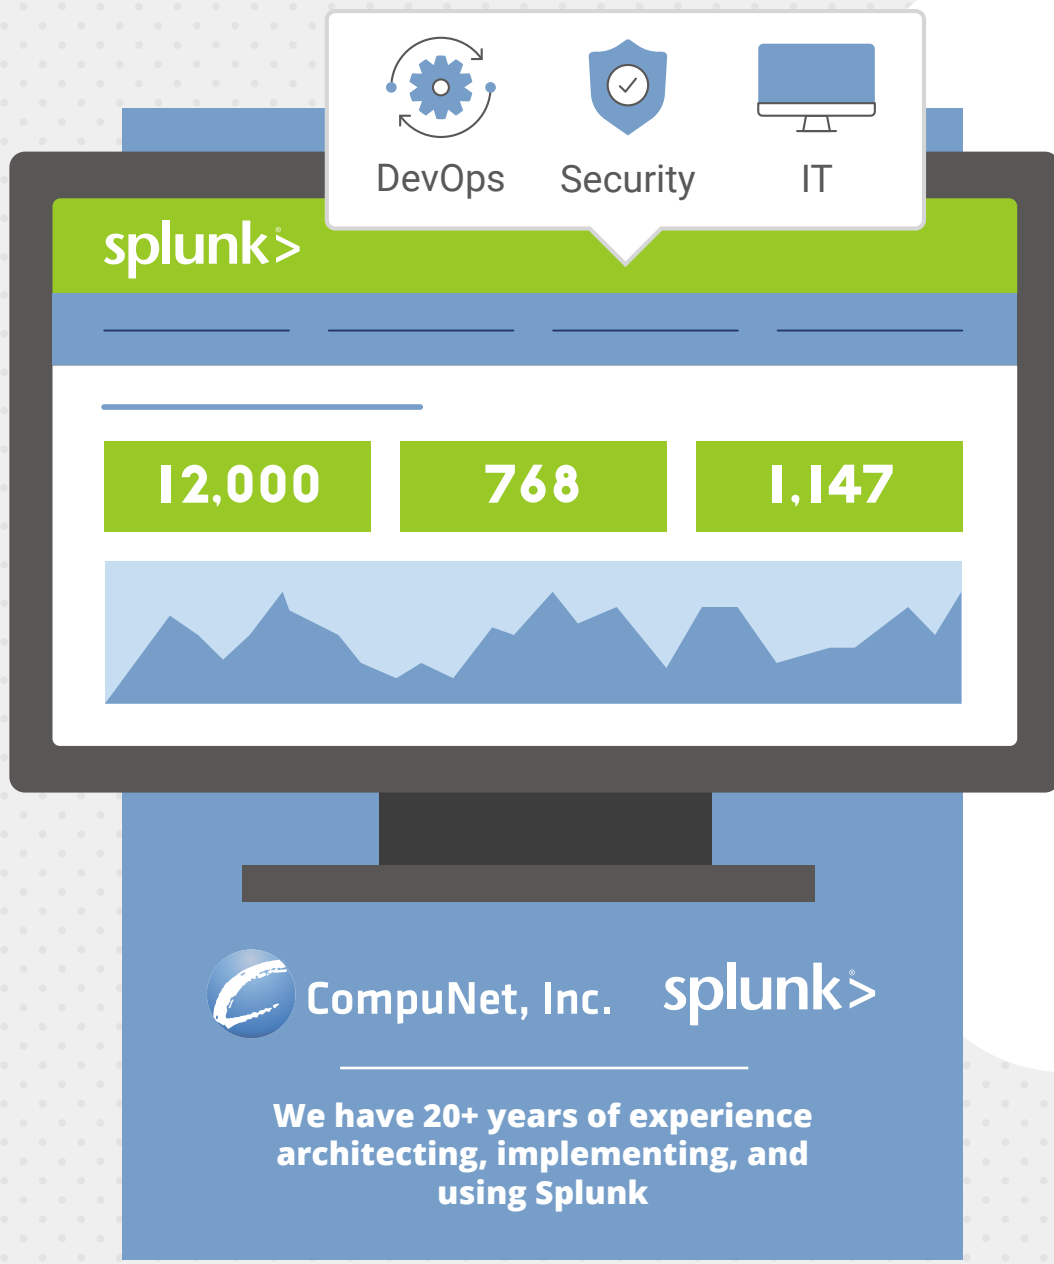 DevOps Security IT
splunk>®
12,000 768 1,147
CompuNet, Inc. splunk>®
We have 20+ years of experience
architecting, implementing, and
using Splunk